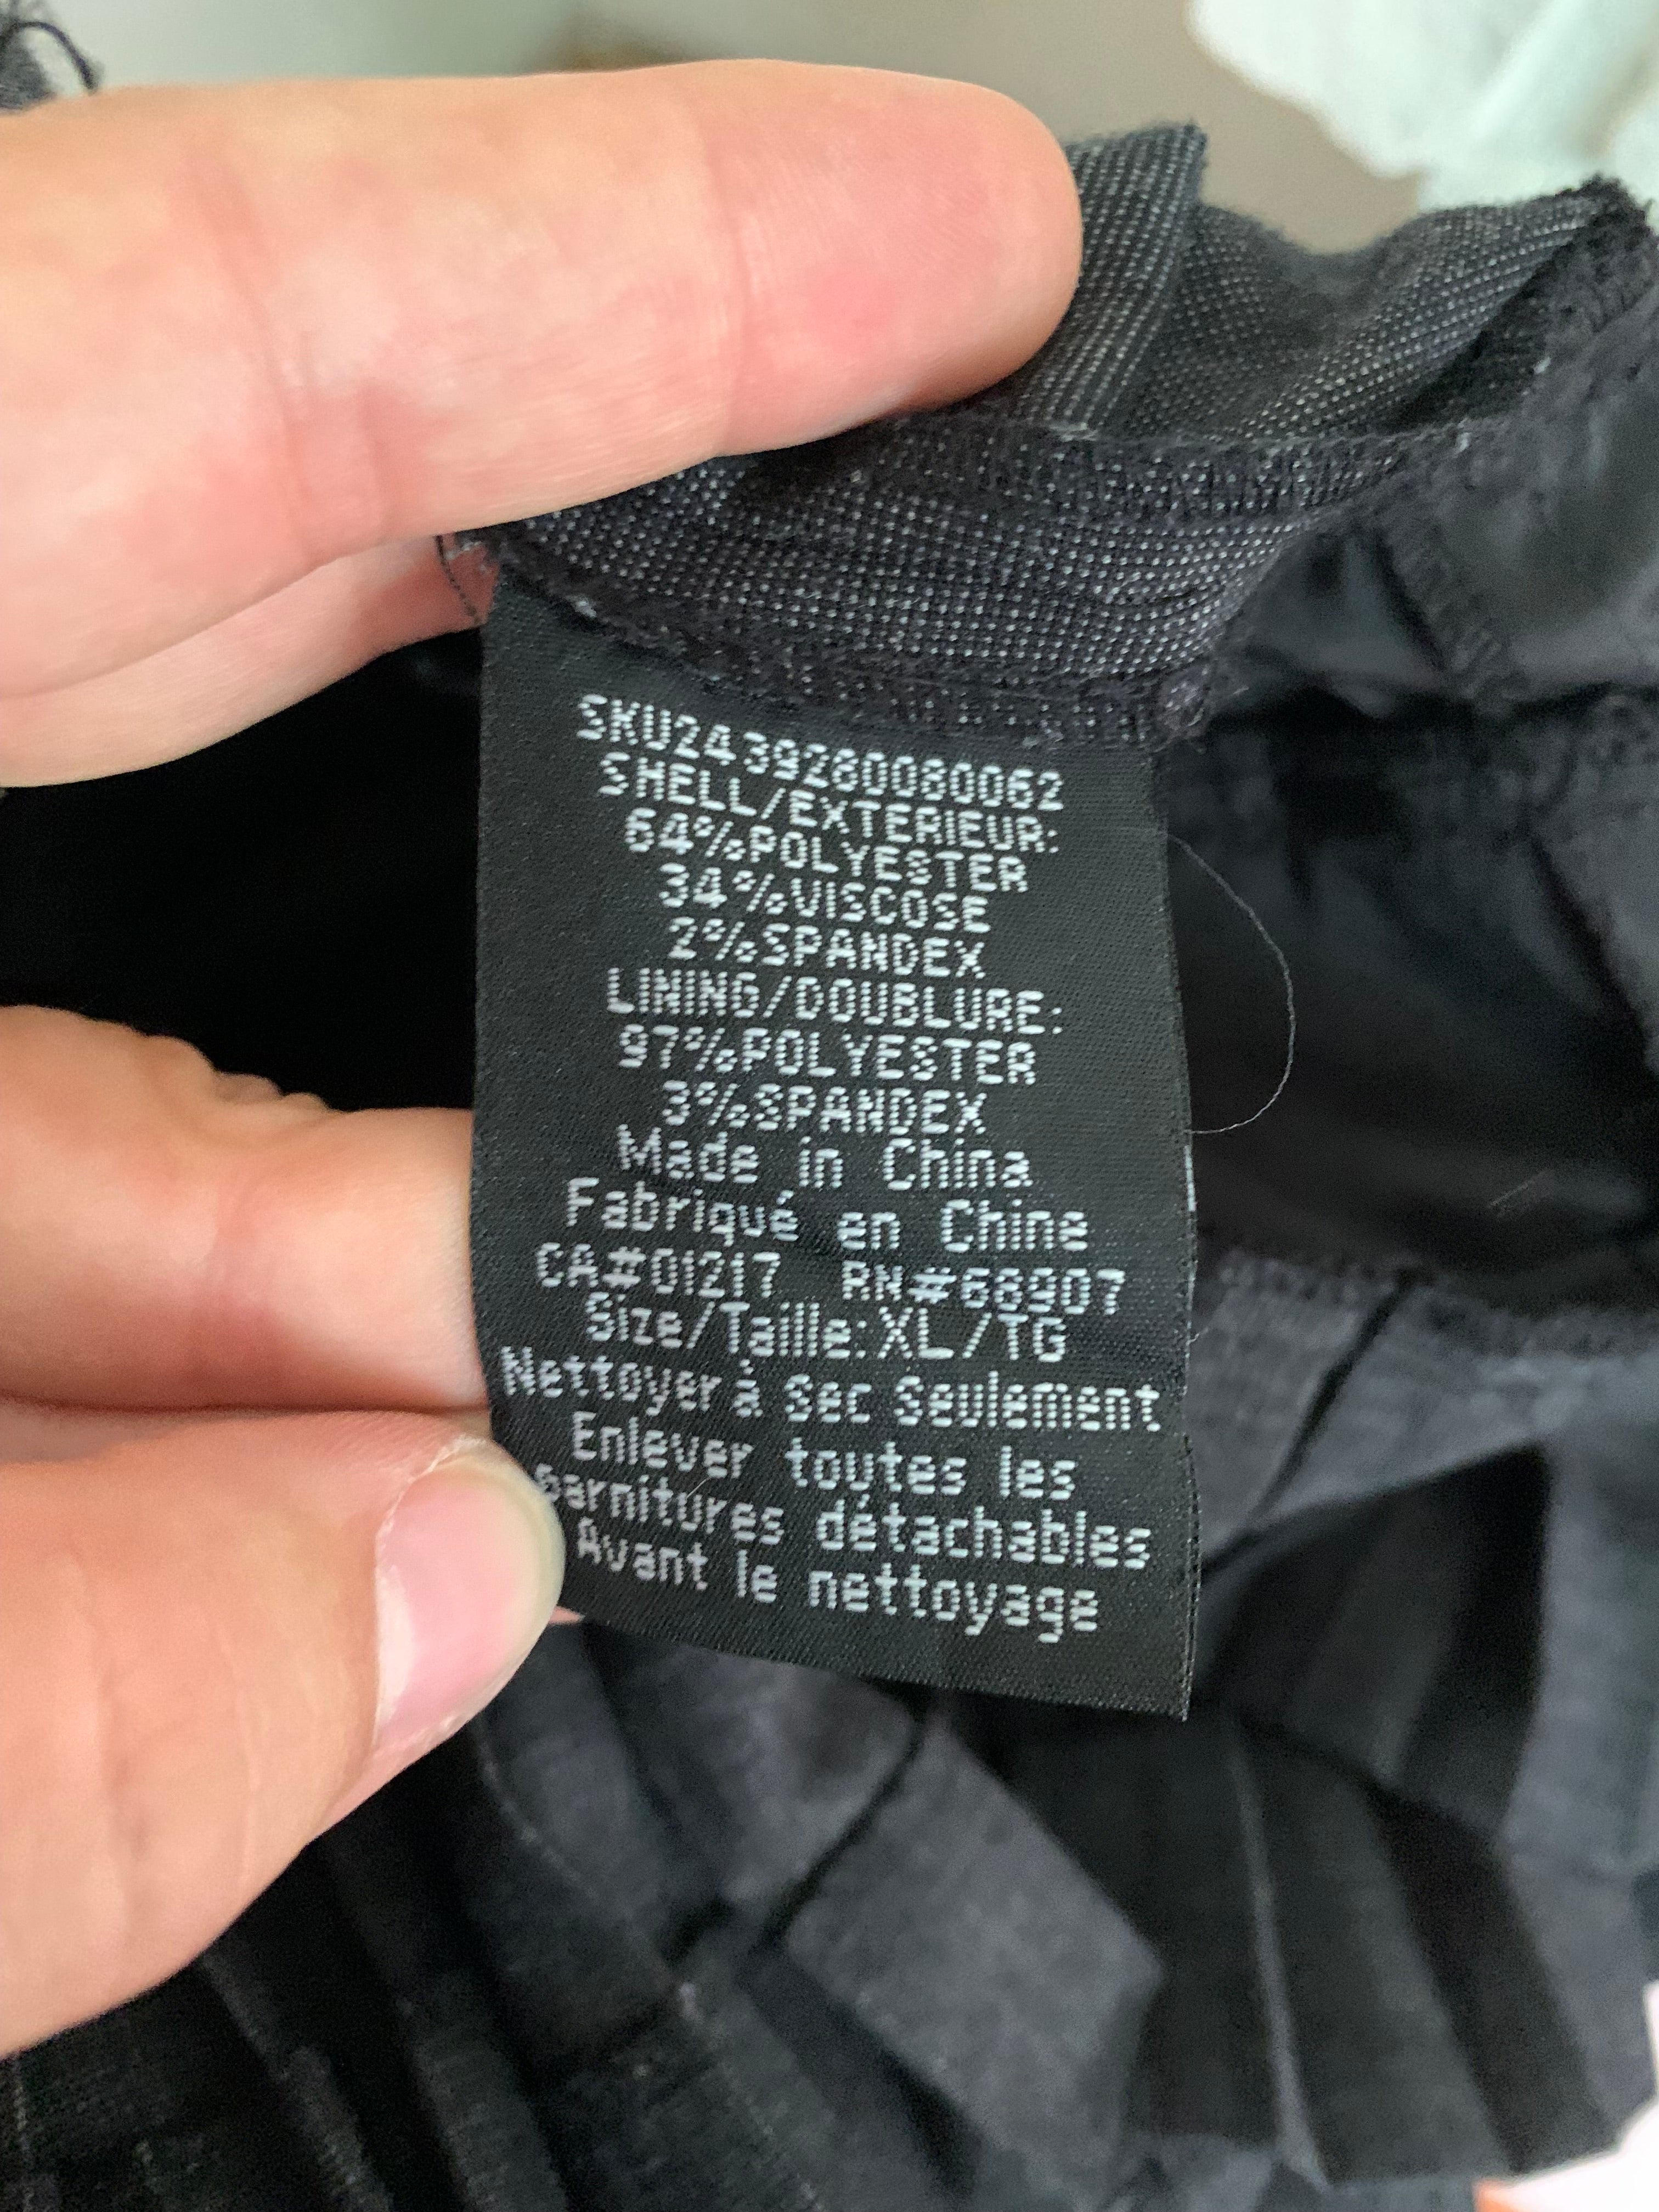 SKU2439280080062
SHELL/EXTERIEUR:
64%POLYESTER
34%VISCOSE
2%SPANDEX
LINING/DOUBLURE:
97%POLYESTER
3%SPANDEX
Made in China
Fabriqué en Chine
CA#01217 RN#68907
Size/Taille:XL/TG
Nettoyer à sec seulement
Enlever toutes les
garnitures détachables
Avant le nettoyage